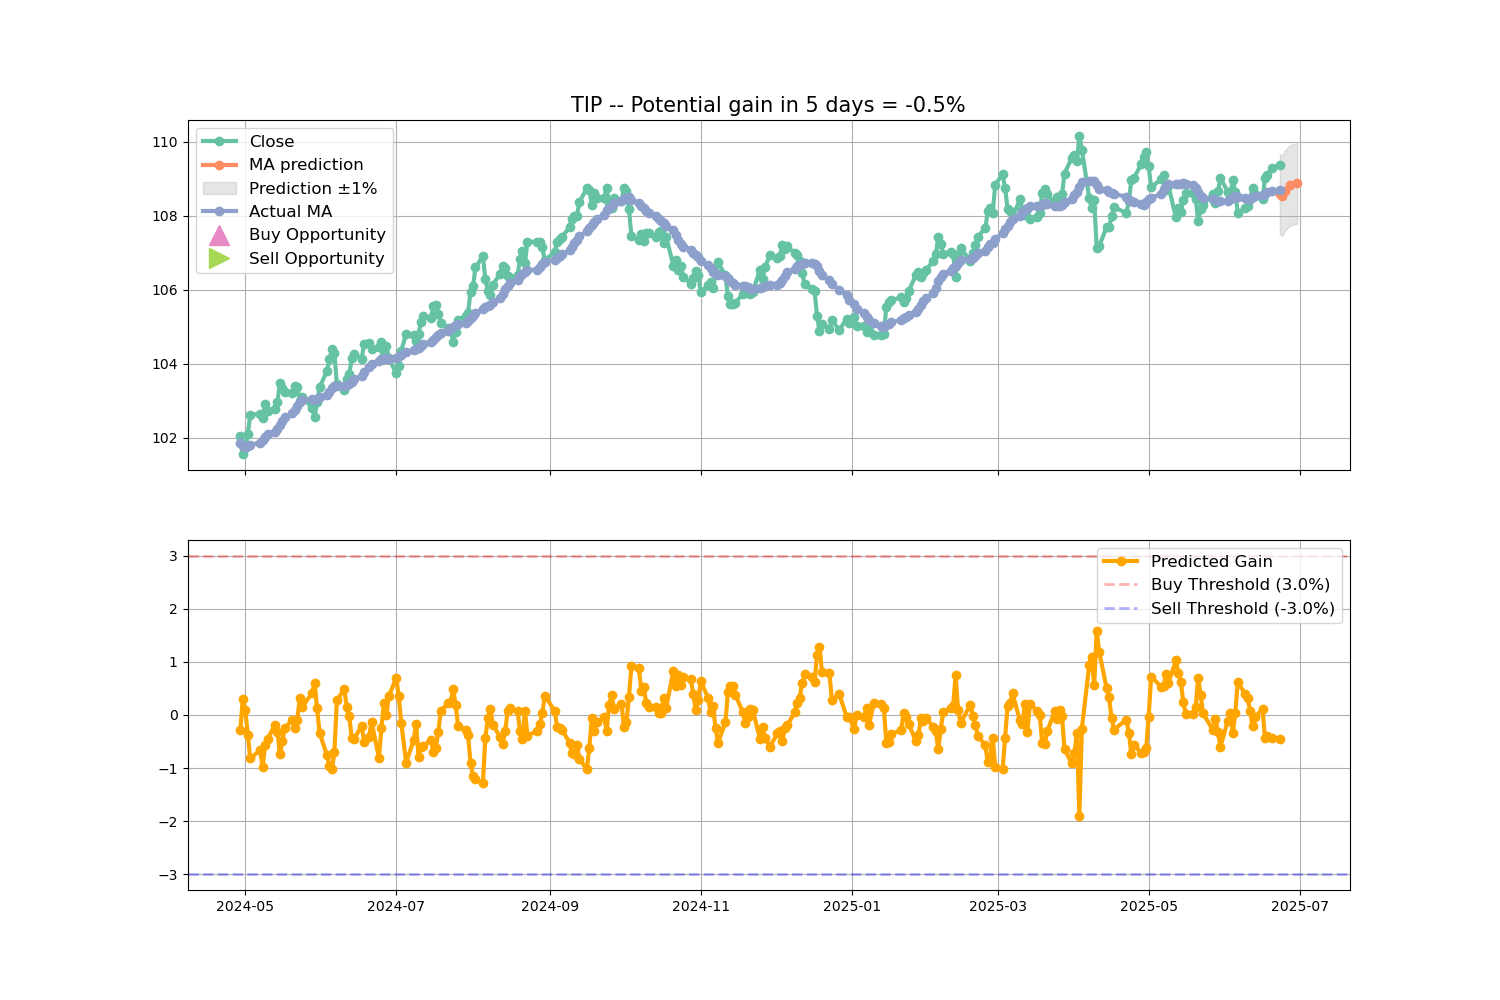 TIP -- Potential gain in 5 days = -0.5%
110
108
106
104
102
Close
MA prediction
Prediction ±1%
Actual MA
Buy Opportunity
Sell Opportunity
3
2
1
0
−1
−2
−3
Predicted Gain
Buy Threshold (3.0%)
Sell Threshold (-3.0%)
2024-05
2024-07
2024-09
2024-11
2025-01
2025-03
2025-05
2025-07